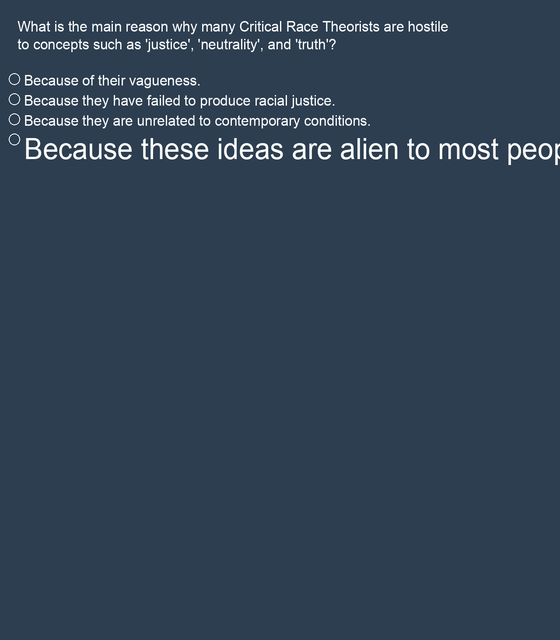 What is the main reason why many Critical Race Theorists are hostile
to concepts such as 'justice', 'neutrality', and 'truth'?
Because of their vagueness.
Because they have failed to produce racial justice.
Because they are unrelated to contemporary conditions.
Because these ideas are alien to most